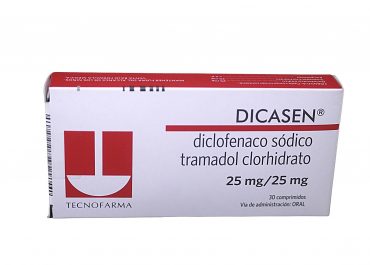 DICASEN®
diclofenaco sódico
tramadol clorhidrato
25 mg/25 mg
30 comprimidos
Vía de administración: ORAL
TECNOFARMA